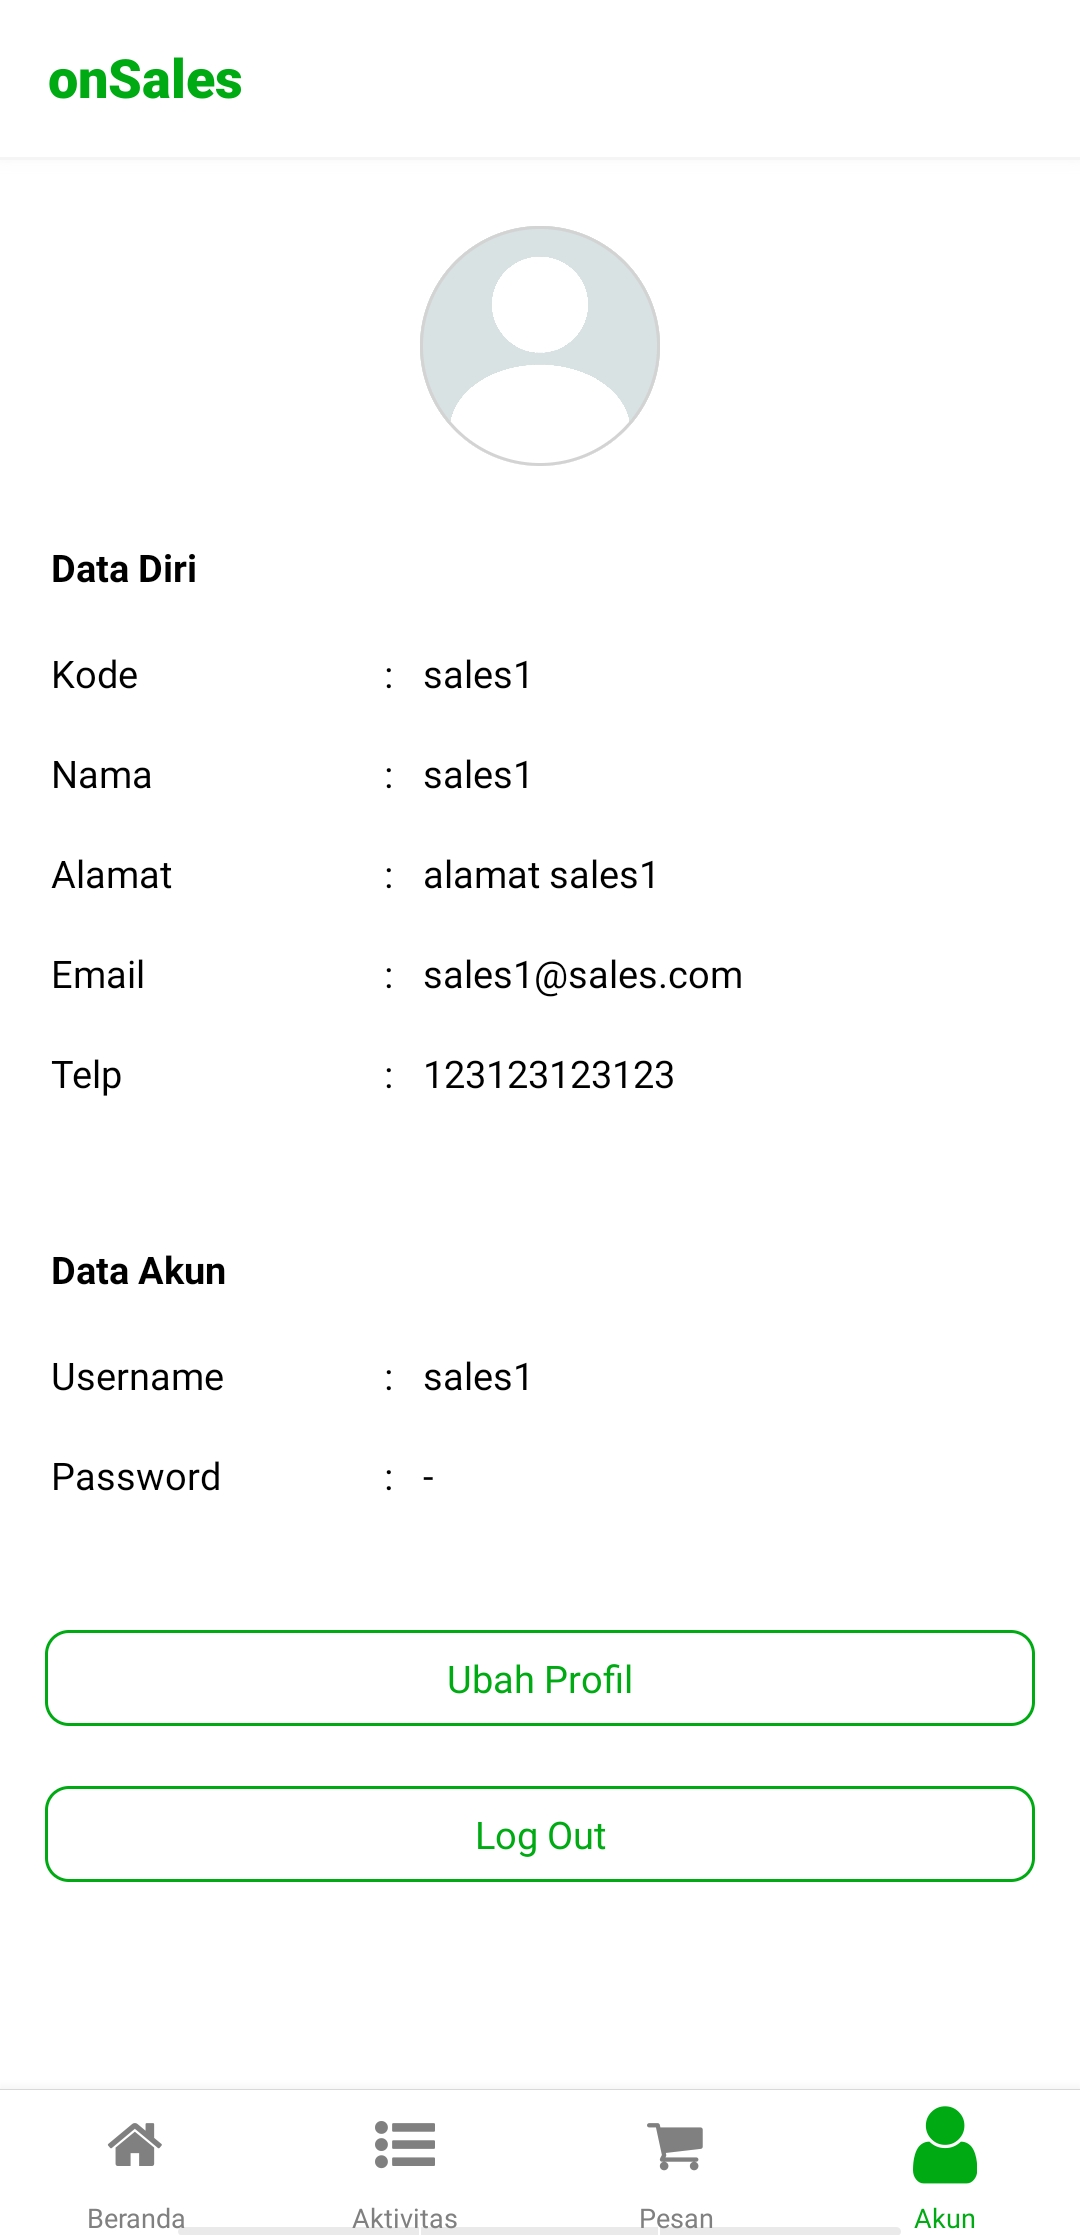 onSales
Data Diri
Kode : sales1
Nama : sales1
Alamat : alamat sales1
Email : sales1@sales.com
Telp : 123123123123
Data Akun
Username : sales1
Password : -
Ubah Profil
Log Out
Beranda Aktivitas Pesan Akun